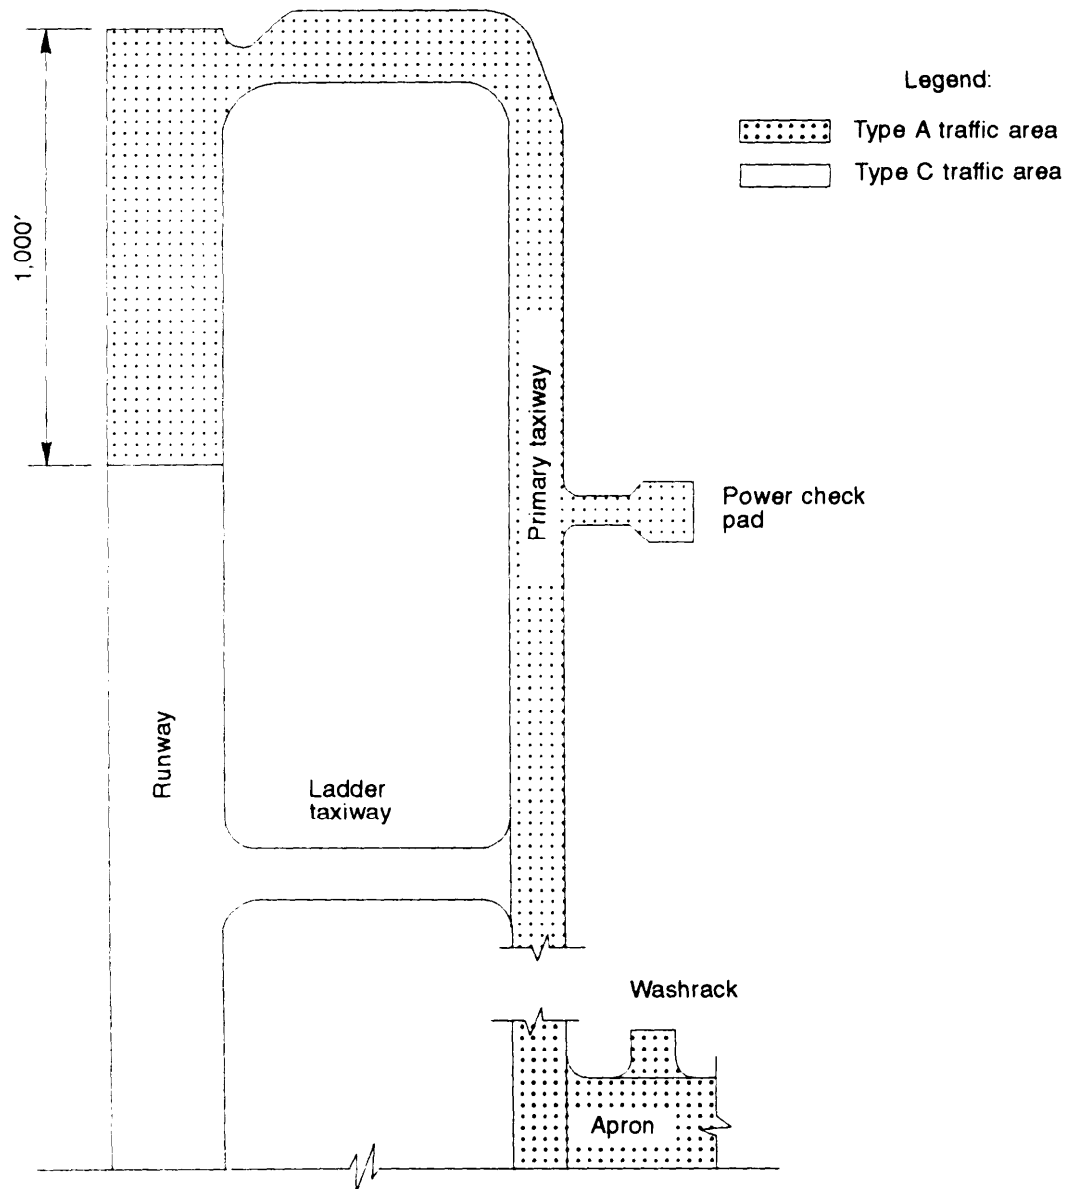 Legend:
Type A traffic area
Type C traffic area
1,000′
Primary taxiway
Power check
pad
Runway
Ladder
taxiway
Washrack
Apron